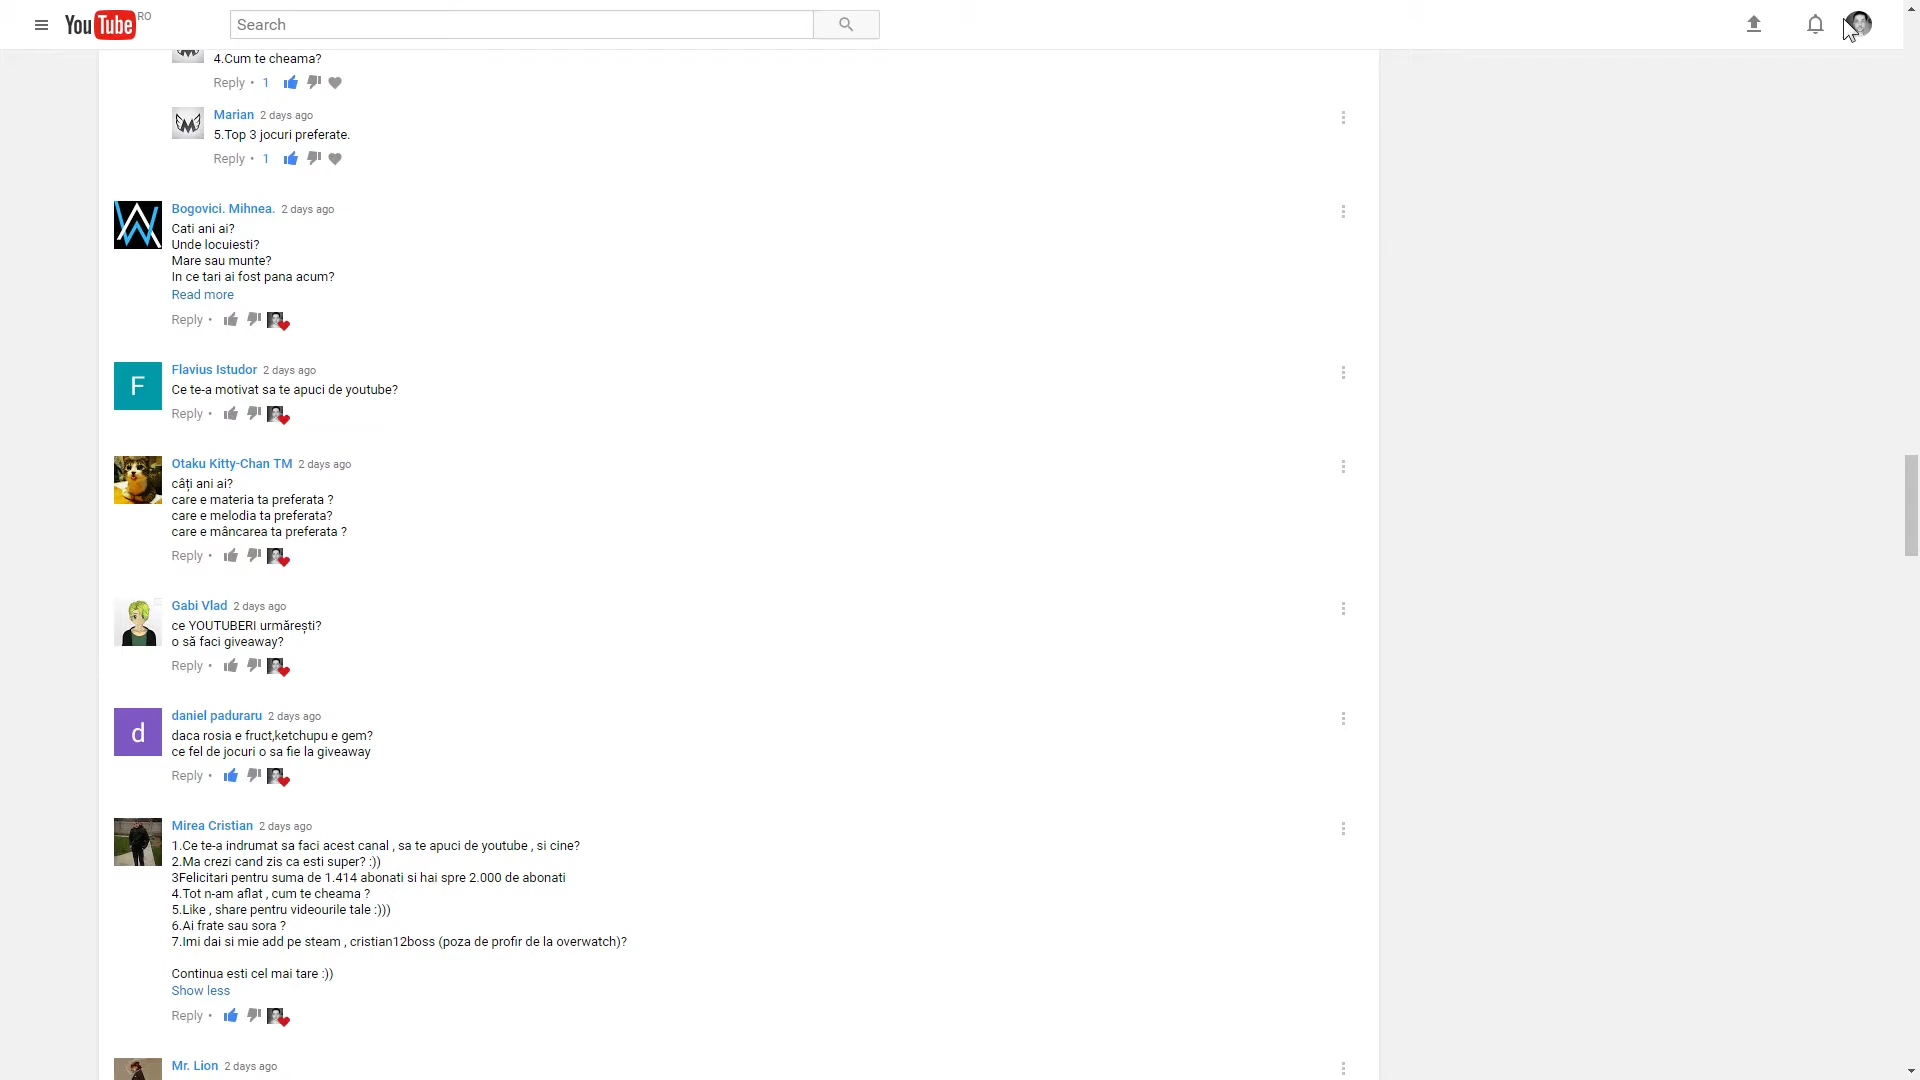 YouTube RO
Search
4.Cum te cheama?
Reply • 1
Marian 2 days ago
5.Top 3 jocuri preferate.
Reply • 1
Bogovici. Mihnea. 2 days ago
Cati ani ai?
Unde locuiesti?
Mare sau munte?
In ce tari ai fost pana acum?
Read more
Reply •
F
Flavius Istudor 2 days ago
Ce te-a motivat sa te apuci de youtube?
Reply •
Otaku Kitty-Chan TM 2 days ago
câți ani ai?
care e materia ta preferata ?
care e melodia ta preferata?
care e mâncarea ta preferata ?
Reply •
Gabi Vlad 2 days ago
ce YOUTUBERI urmărești?
o să faci giveaway?
Reply •
d
daniel paduraru 2 days ago
daca rosia e fruct,ketchupu e gem?
ce fel de jocuri o sa fie la giveaway
Reply •
Mirea Cristian 2 days ago
1.Ce te-a indrumat sa faci acest canal , sa te apuci de youtube , si cine?
2.Ma crezi cand zis ca esti super? :))
3Felicitari pentru suma de 1.414 abonati si hai spre 2.000 de abonati
4.Tot n-am aflat , cum te cheama ?
5.Like , share pentru videourile tale :)))
6.Ai frate sau sora ?
7.Imi dai si mie add pe steam , cristian12boss (poza de profir de la overwatch)?
Continua esti cel mai tare :))
Show less
Reply •
Mr. Lion 2 days ago